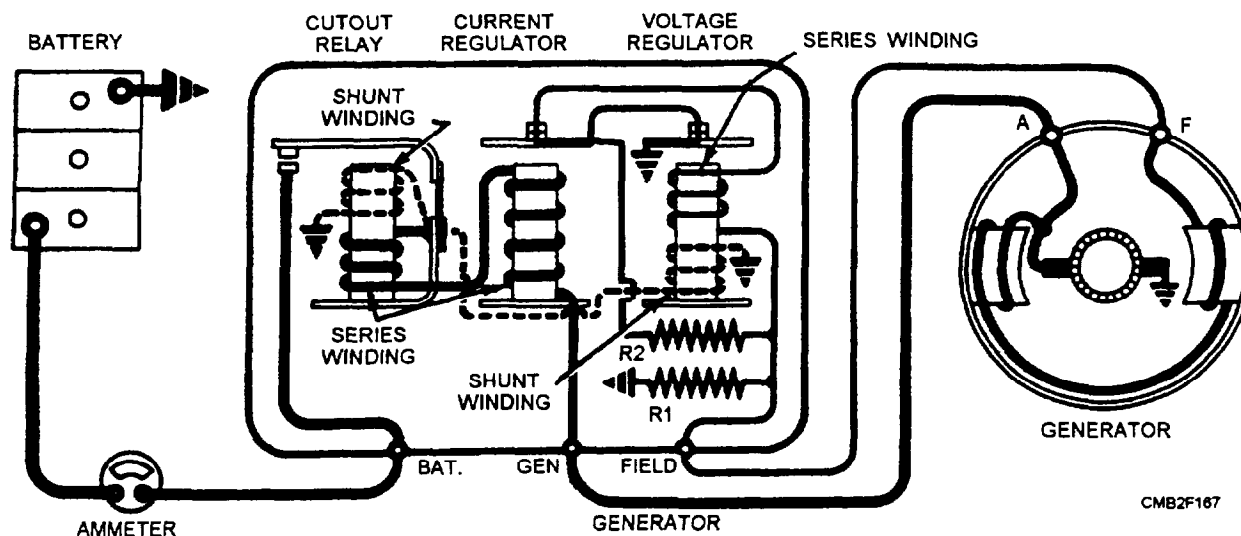 BATTERY
CUTOUT
RELAY
CURRENT
REGULATOR
VOLTAGE
REGULATOR
SERIES WINDING
SHUNT
WINDING
A
F
SERIES
WINDING
R2
SHUNT
WINDING
R1
GENERATOR
BAT.
GEN
FIELD
AMMETER
GENERATOR
CMB2F167